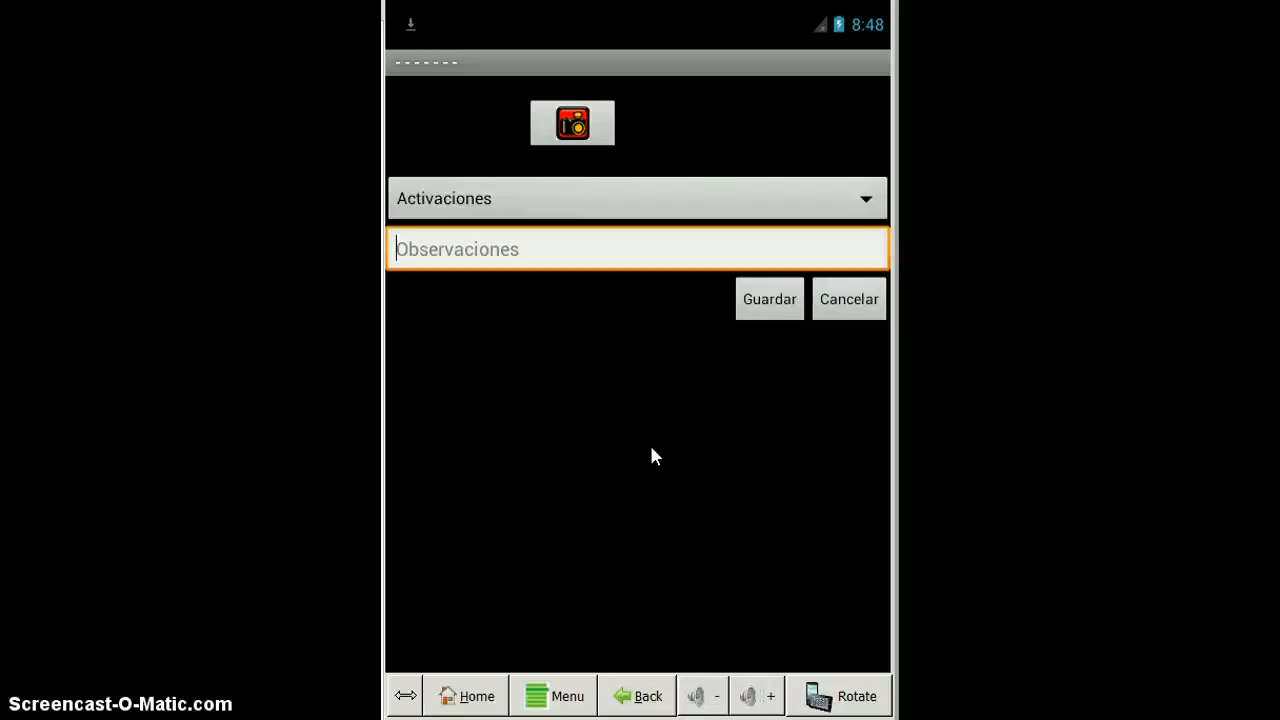 8:48
-------
Activaciones
Observaciones
Guardar Cancelar
Home Menu Back - + Rotate
Screencast-O-Matic.com